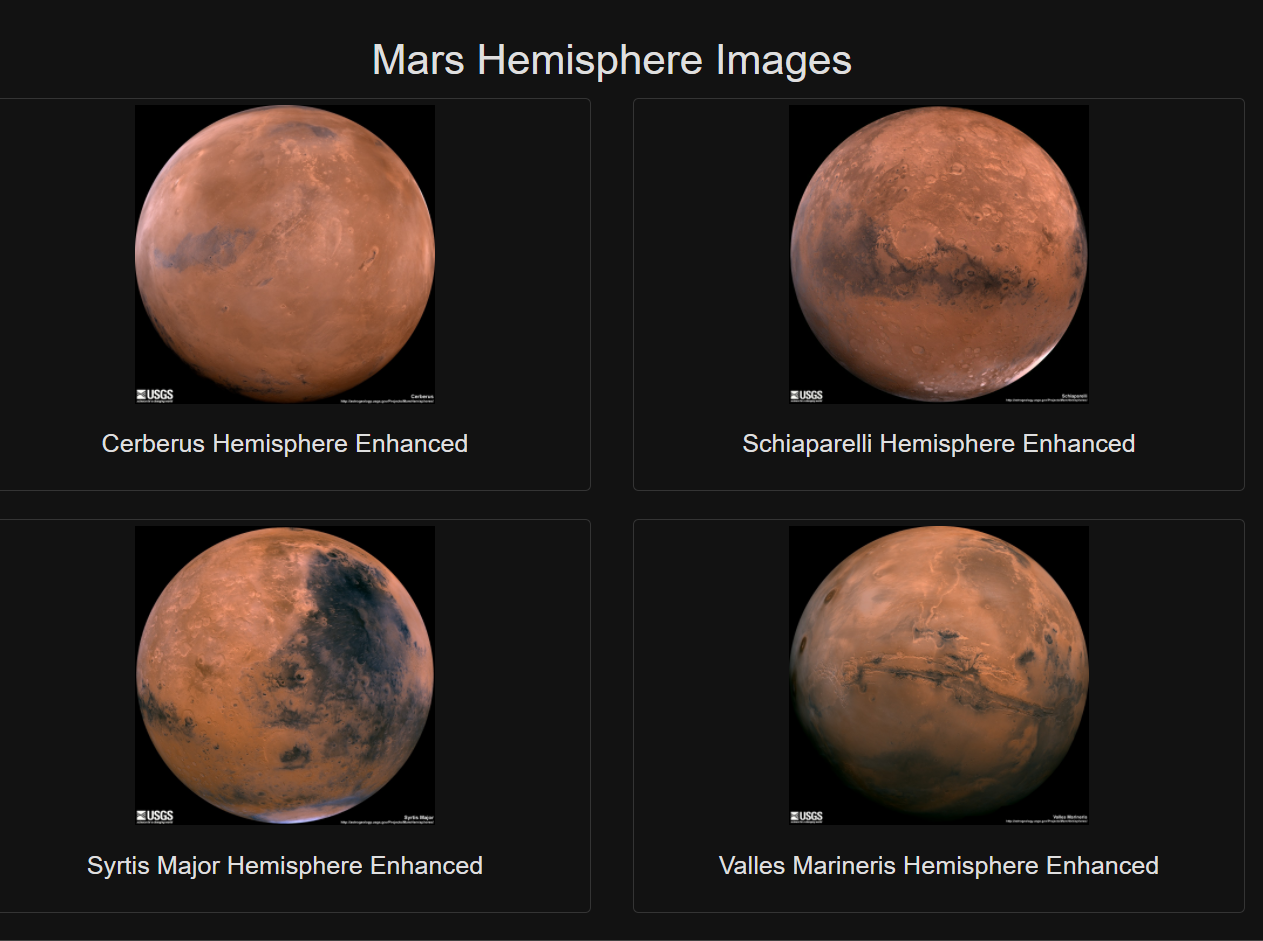 Mars Hemisphere Images
USGS
Cerberus
USGS
Schiaparelli
Cerberus Hemisphere Enhanced
Schiaparelli Hemisphere Enhanced
USGS
Syrtis Major
USGS
Valles Marineris
Syrtis Major Hemisphere Enhanced
Valles Marineris Hemisphere Enhanced